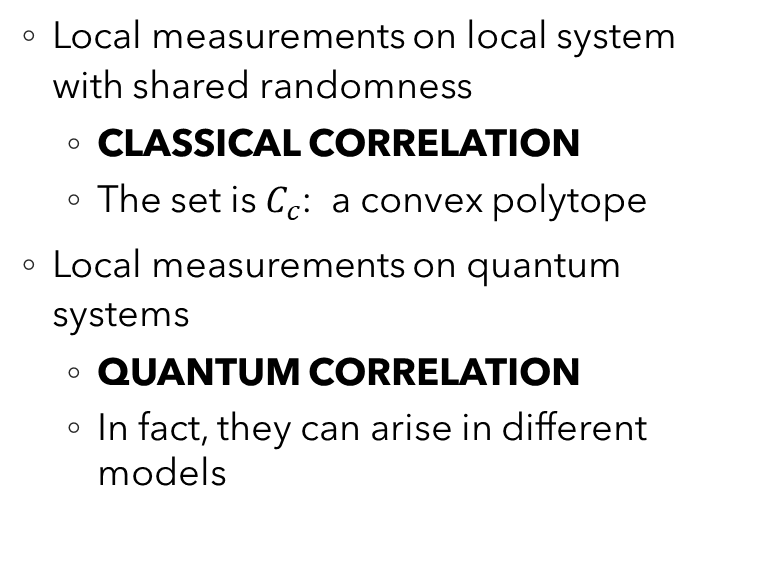 ◦ Local measurements on local system
with shared randomness
◦ CLASSICAL CORRELATION
◦ The set is C_c: a convex polytope
◦ Local measurements on quantum
systems
◦ QUANTUM CORRELATION
◦ In fact, they can arise in different
models